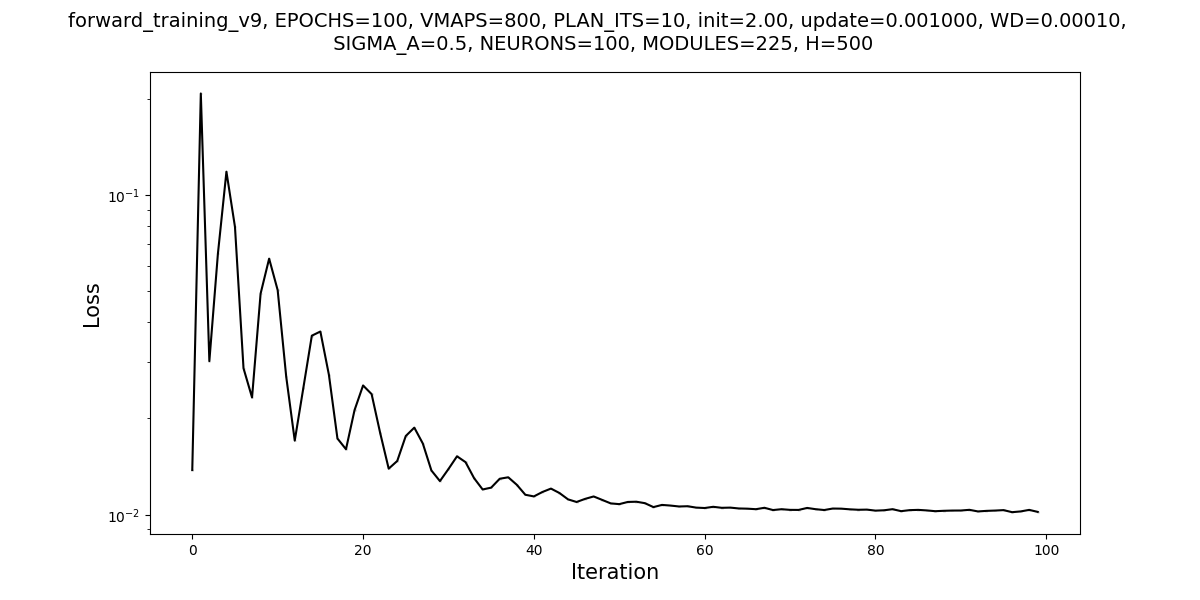 forward_training_v9, EPOCHS=100, VMAPS=800, PLAN_ITS=10, init=2.00, update=0.001000, WD=0.00010,
SIGMA_A=0.5, NEURONS=100, MODULES=225, H=500
10⁻¹
10⁻²
Loss
0 20 40 60 80 100
Iteration